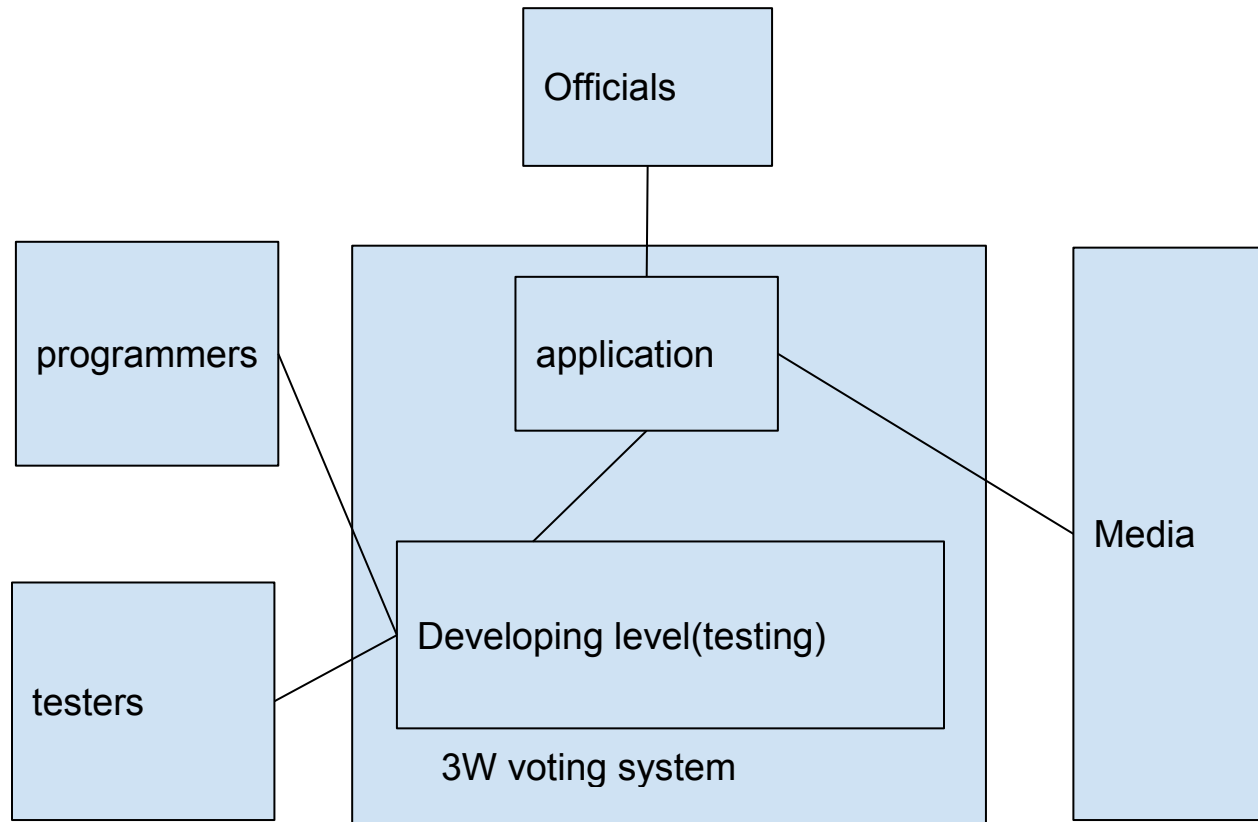 Officials
programmers
application
Media
Developing level(testing)
testers
3W voting system